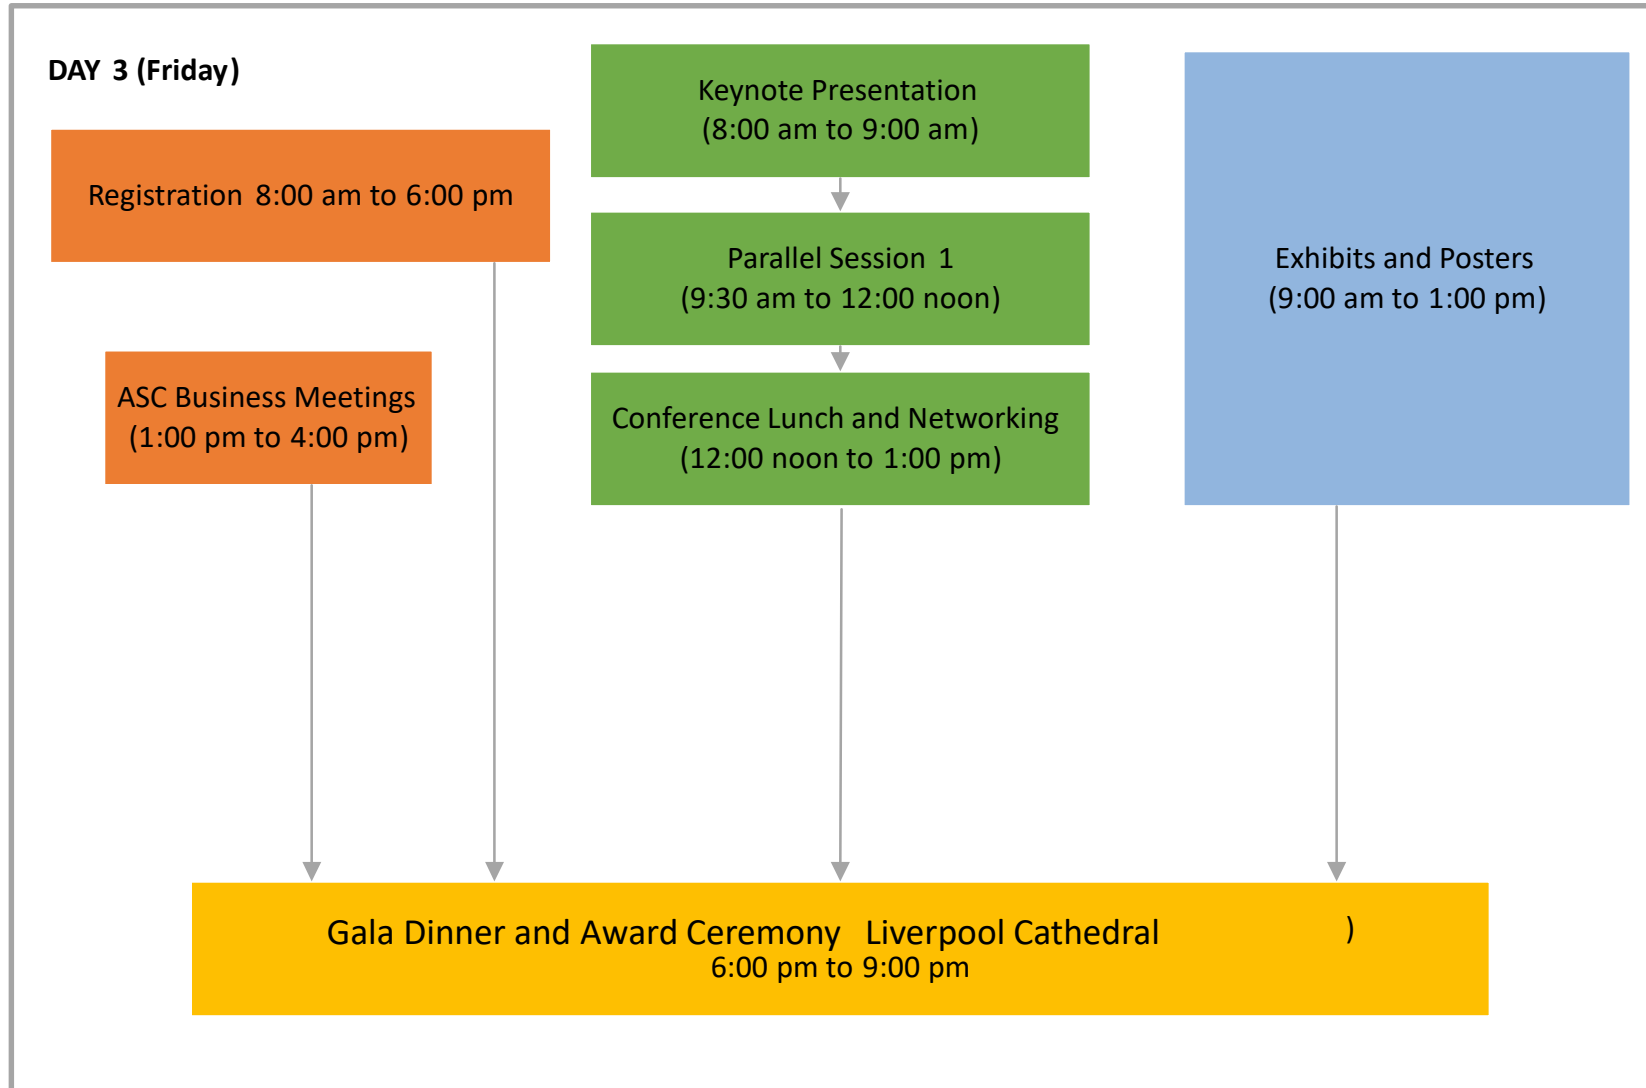 DAY 3 (Friday)
Registration 8:00 am to 6:00 pm
ASC Business Meetings
(1:00 pm to 4:00 pm)
Keynote Presentation
(8:00 am to 9:00 am)
Parallel Session 1
(9:30 am to 12:00 noon)
Conference Lunch and Networking
(12:00 noon to 1:00 pm)
Exhibits and Posters
(9:00 am to 1:00 pm)
Gala Dinner and Award Ceremony Liverpool Cathedral )
6:00 pm to 9:00 pm